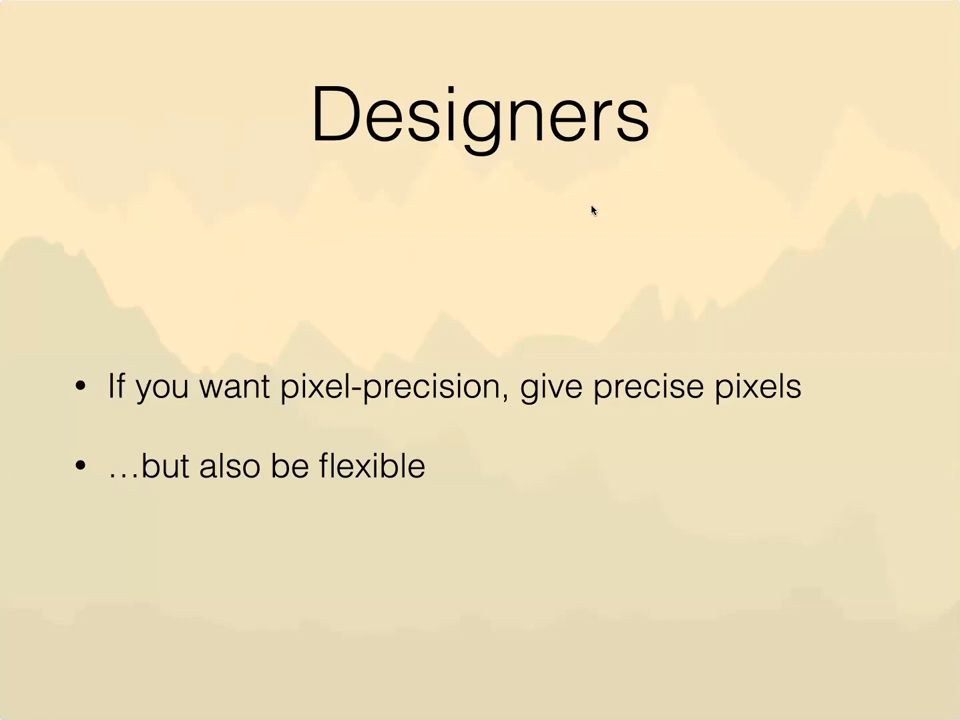 Designers
• If you want pixel-precision, give precise pixels
• …but also be flexible